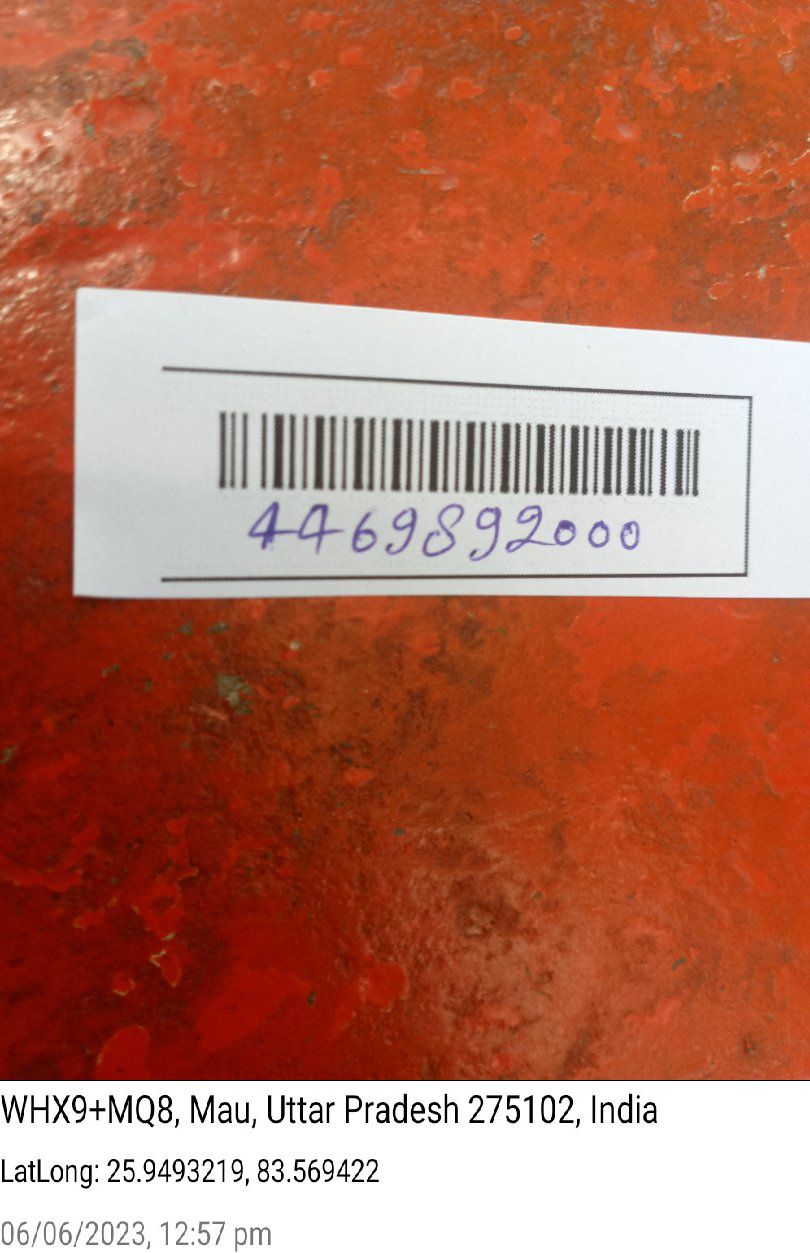 4469892000
WHX9+MQ8, Mau, Uttar Pradesh 275102, India
LatLong: 25.9493219, 83.569422
06/06/2023, 12:57 pm